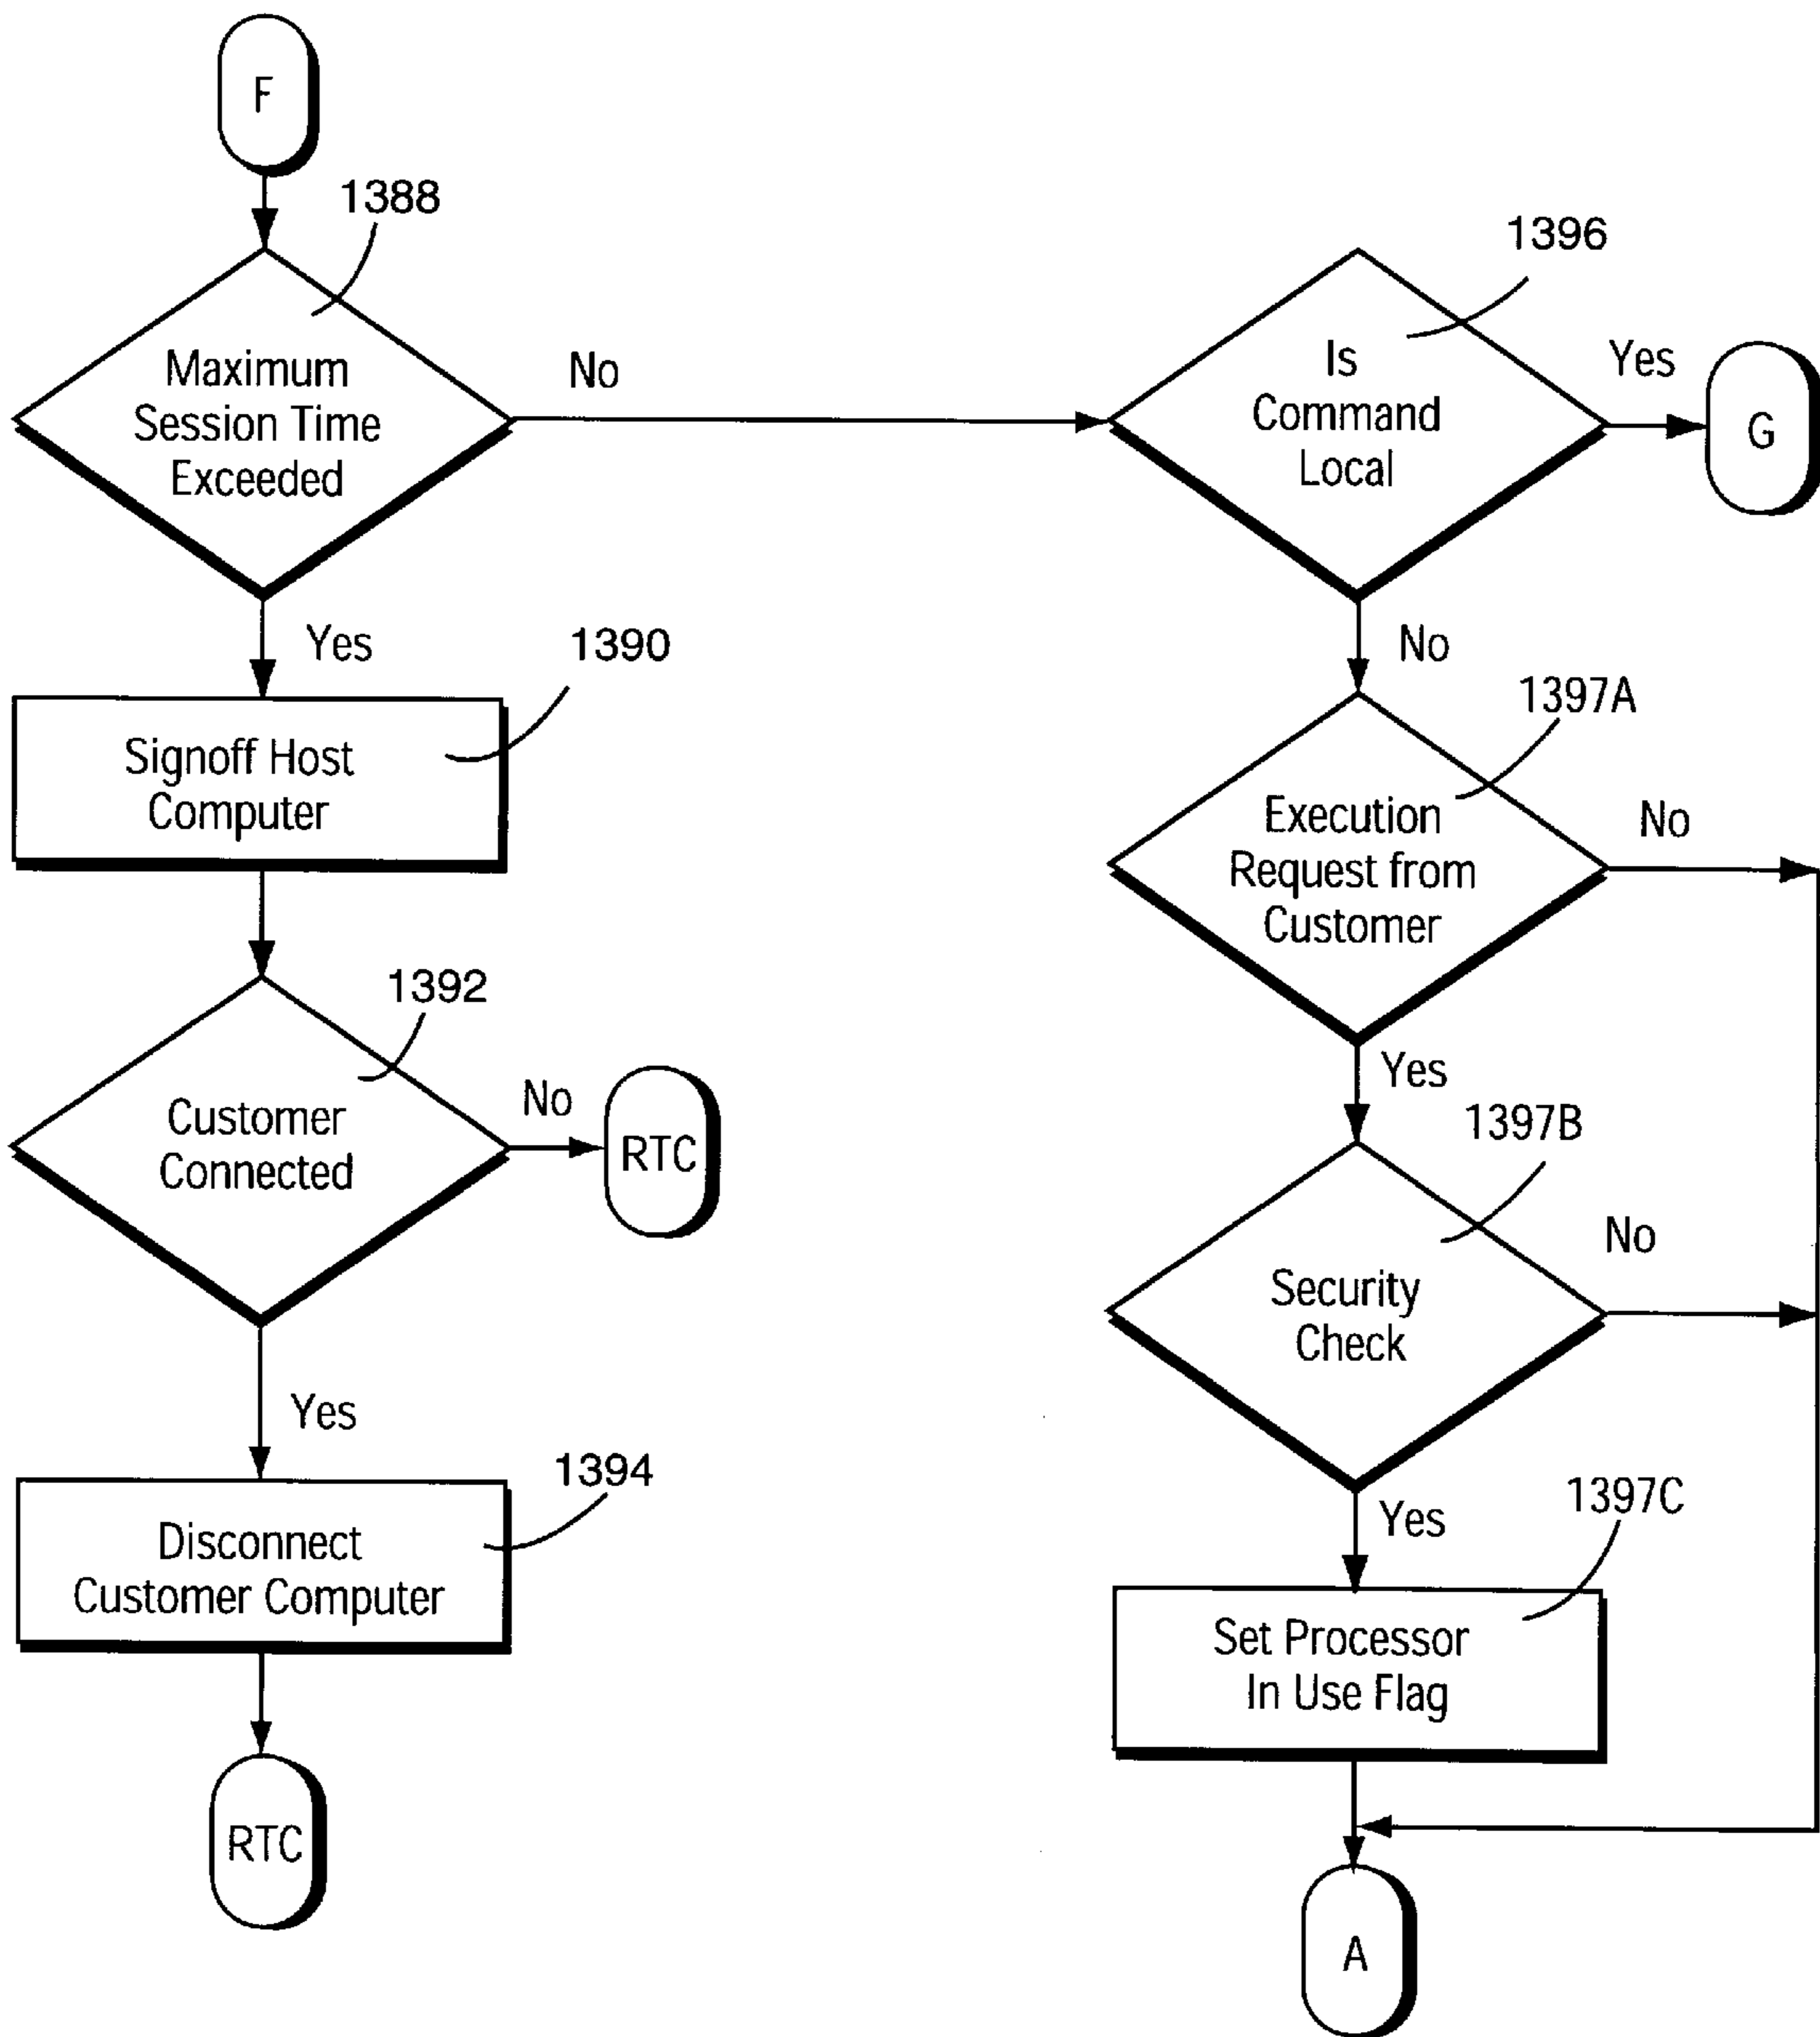 F
1388
Maximum
Session Time
Exceeded
No
Yes
1390
Signoff Host
Computer
1392
Customer
Connected
No
RTC
Yes
1394
Disconnect
Customer Computer
RTC
1396
Is
Command
Local
Yes
G
No
1397A
Execution
Request from
Customer
No
Yes
1397B
Security
Check
No
Yes
1397C
Set Processor
In Use Flag
A